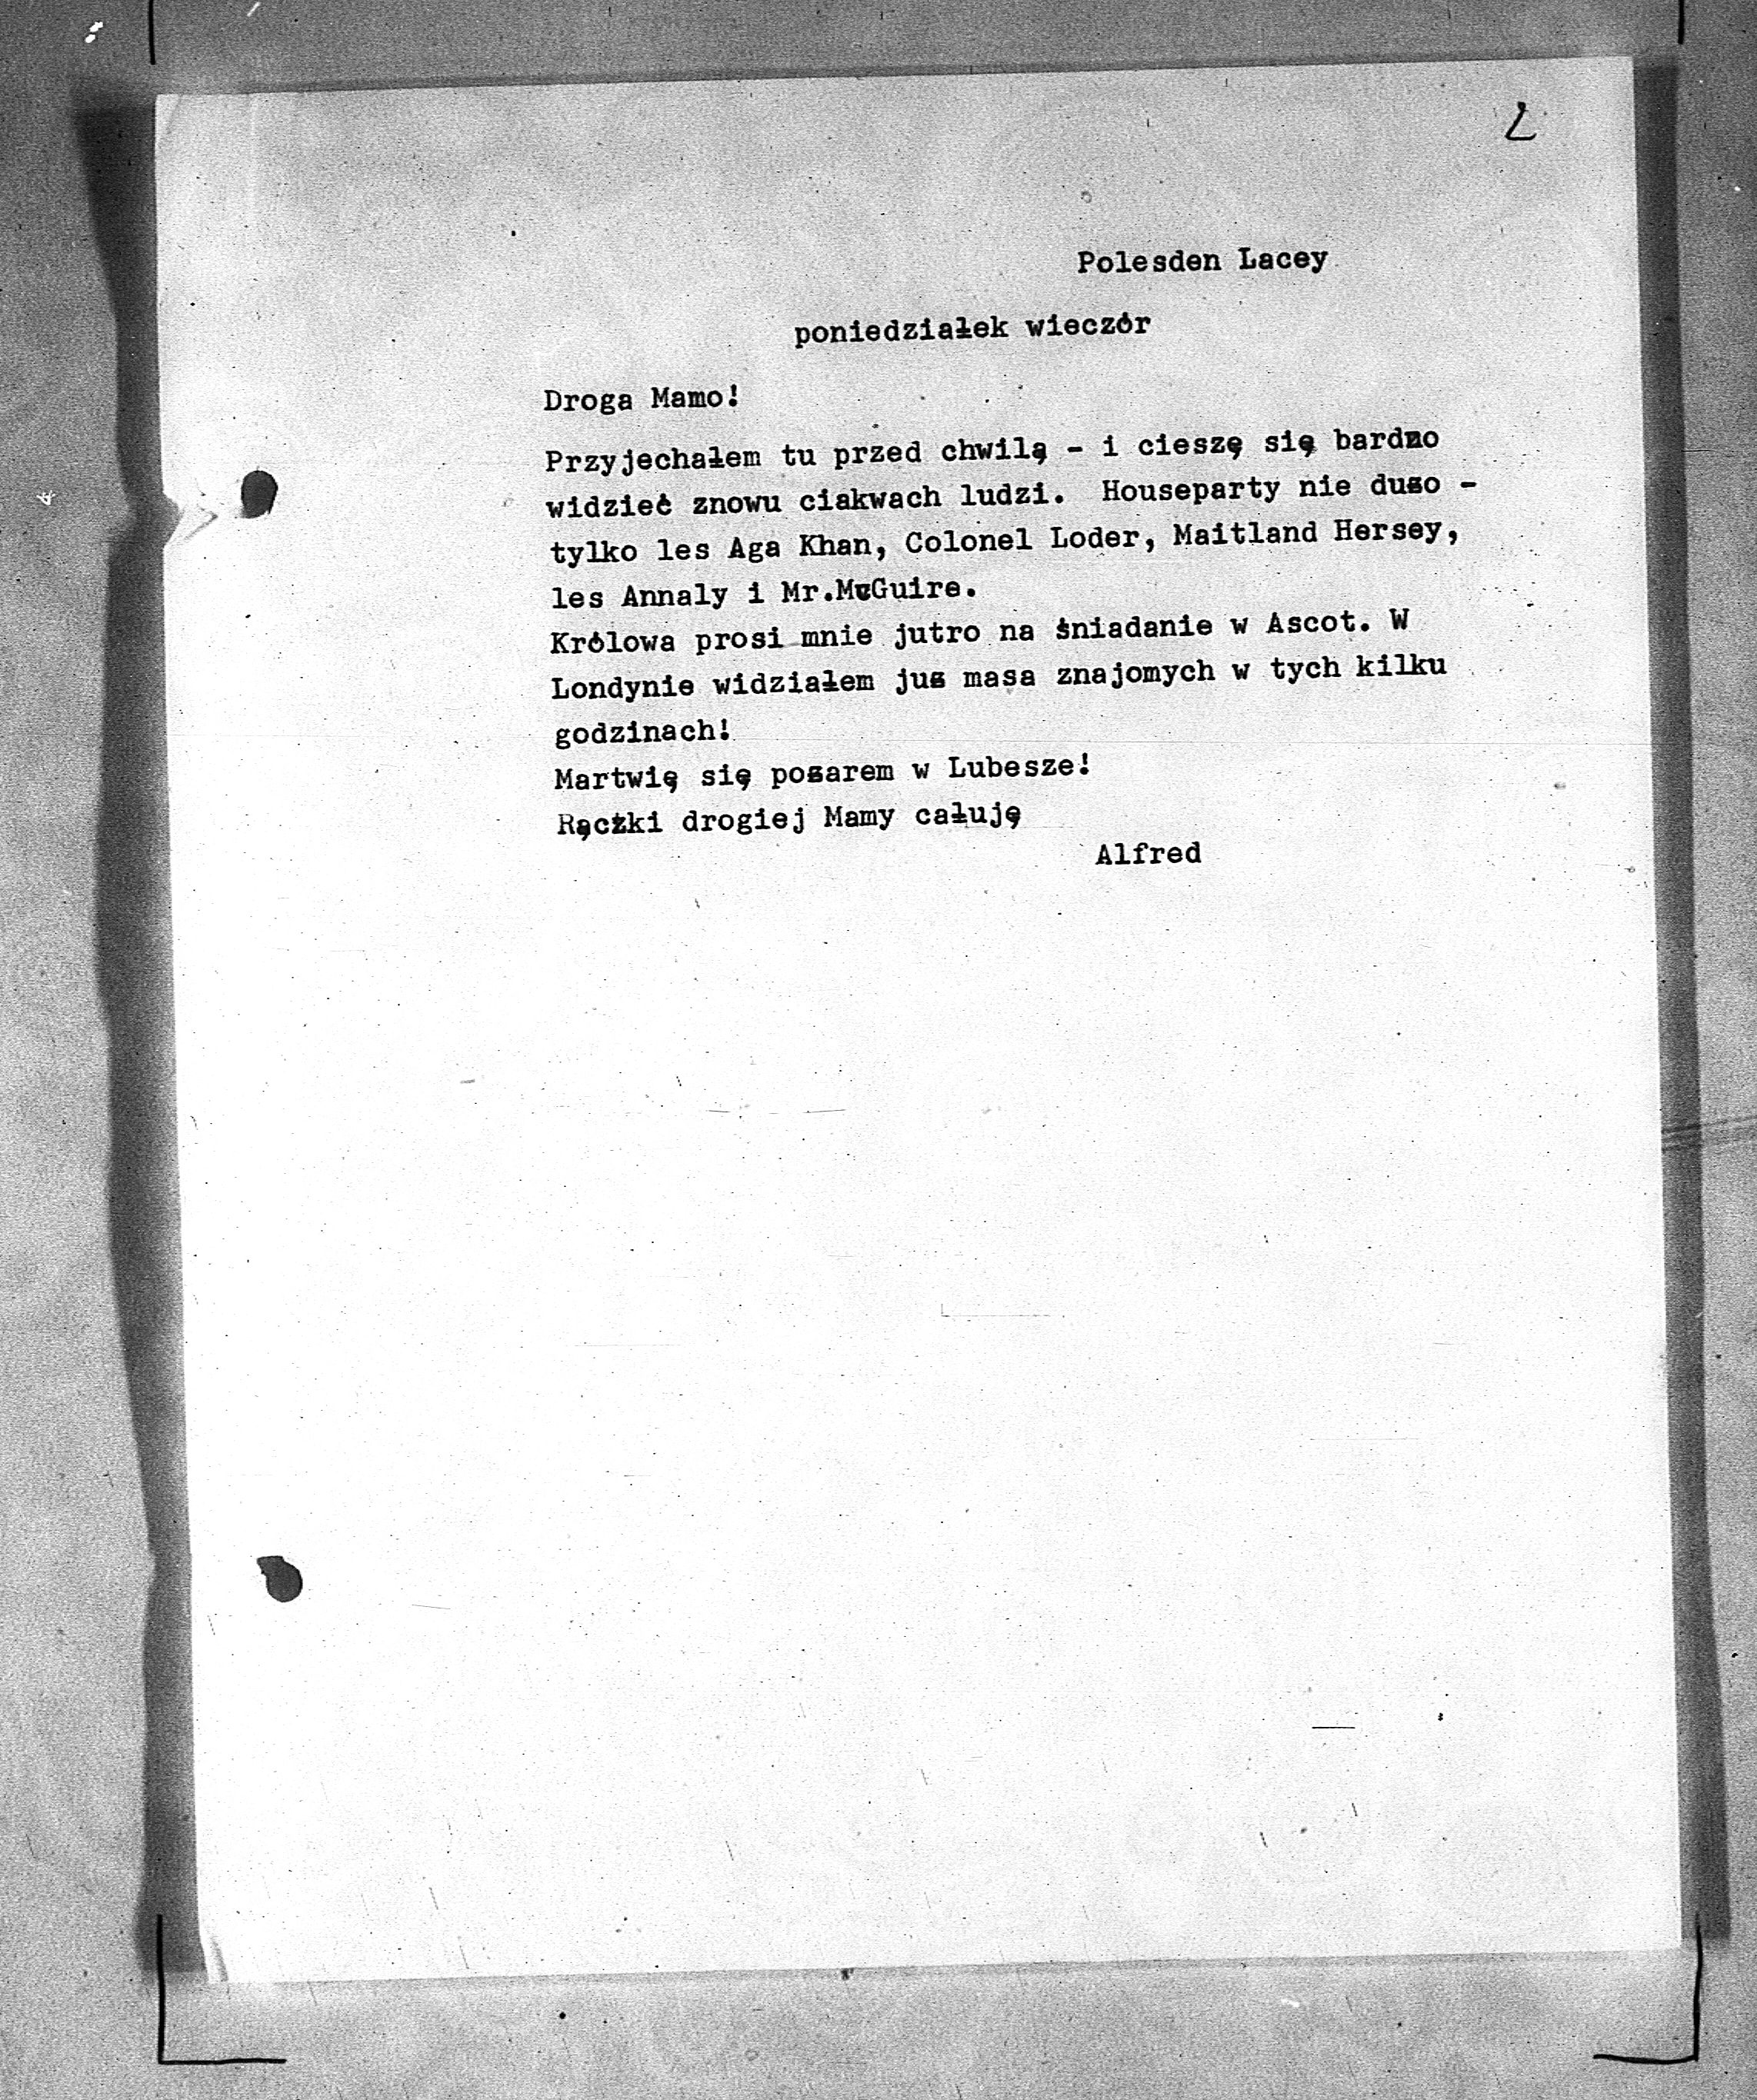 2
Polesden Lacey
poniedziałek wieczór
Droga Mamo!
Przyjechałem tu przed chwilą - i cieszę się bardzo
widzieć znowu ciakwach ludzi. Houseparty nie duso -
tylko les Aga Khan, Colonel Loder, Maitland Hersey,
les Annaly i Mr.McGuire.
Królowa prosi mnie jutro na śniadanie w Ascot. W
Londynie widziałem jus masa znajomych w tych kilku
godzinach!
Martwię się posarem w Lubesze!
Rączki drogiej Mamy całuję
Alfred